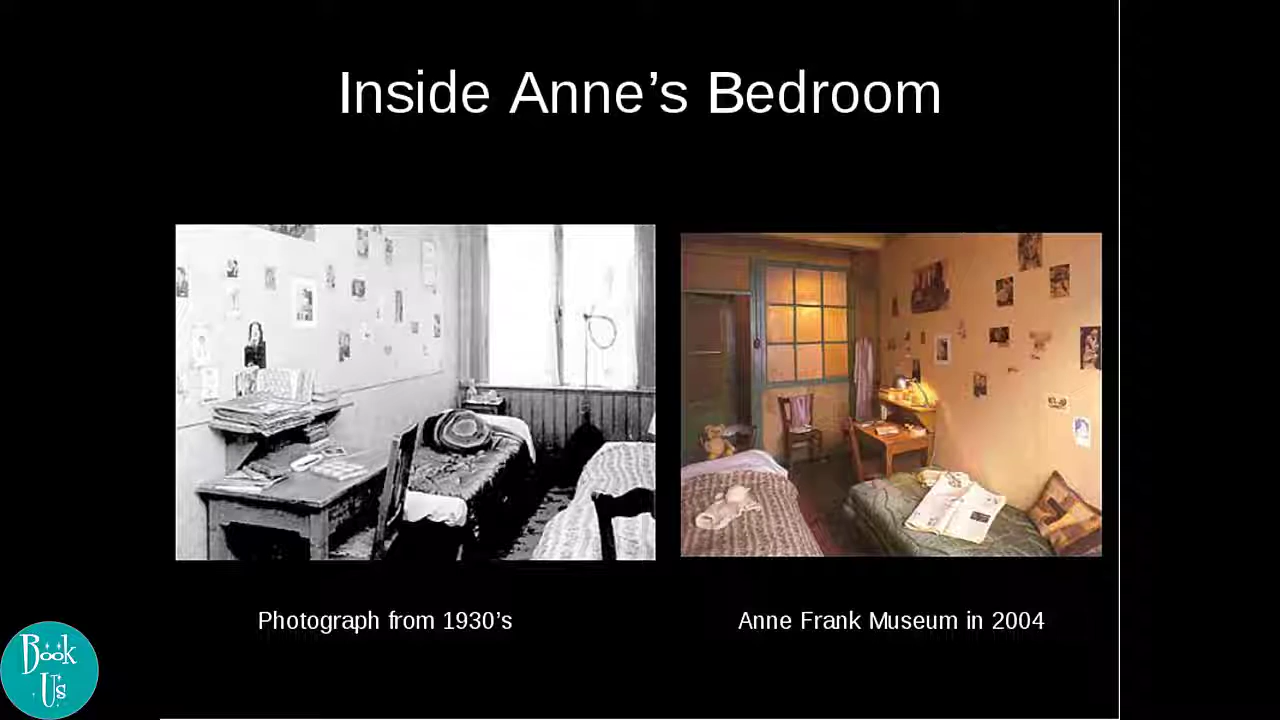 Inside Anne’s Bedroom
Photograph from 1930’s
Anne Frank Museum in 2004
Book
Us